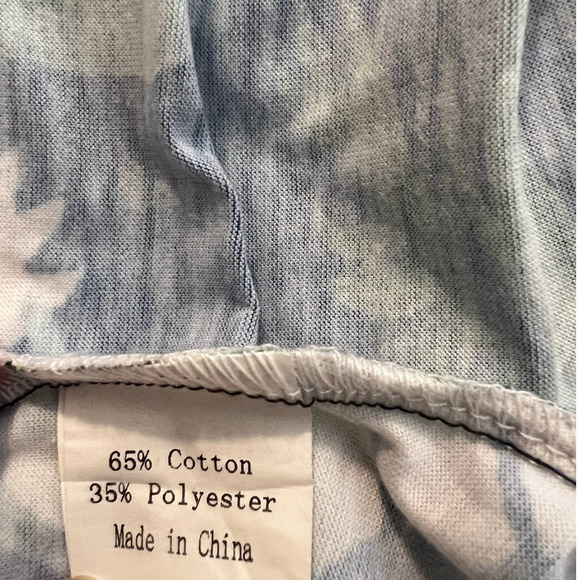 65% Cotton
35% Polyester
Made in China